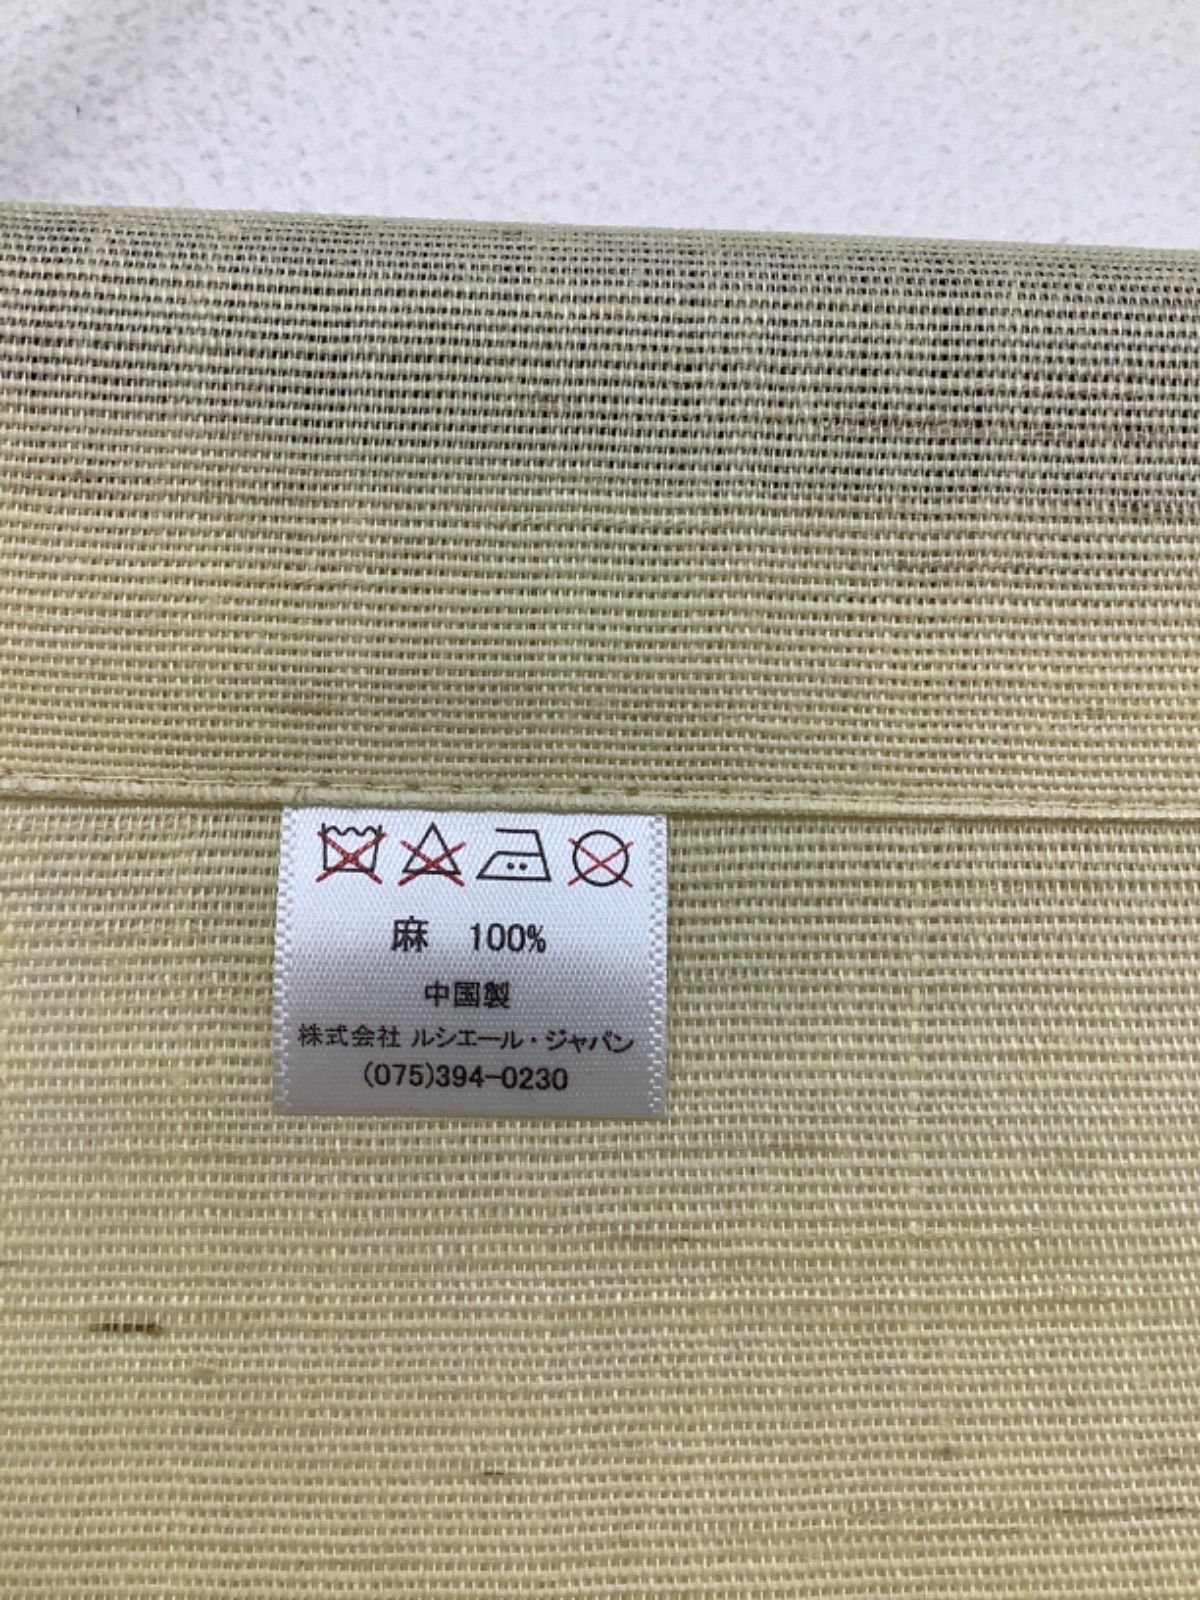 麻 100%
中国製
株式会社 ルシエール・ジャパン
(075)394-0230